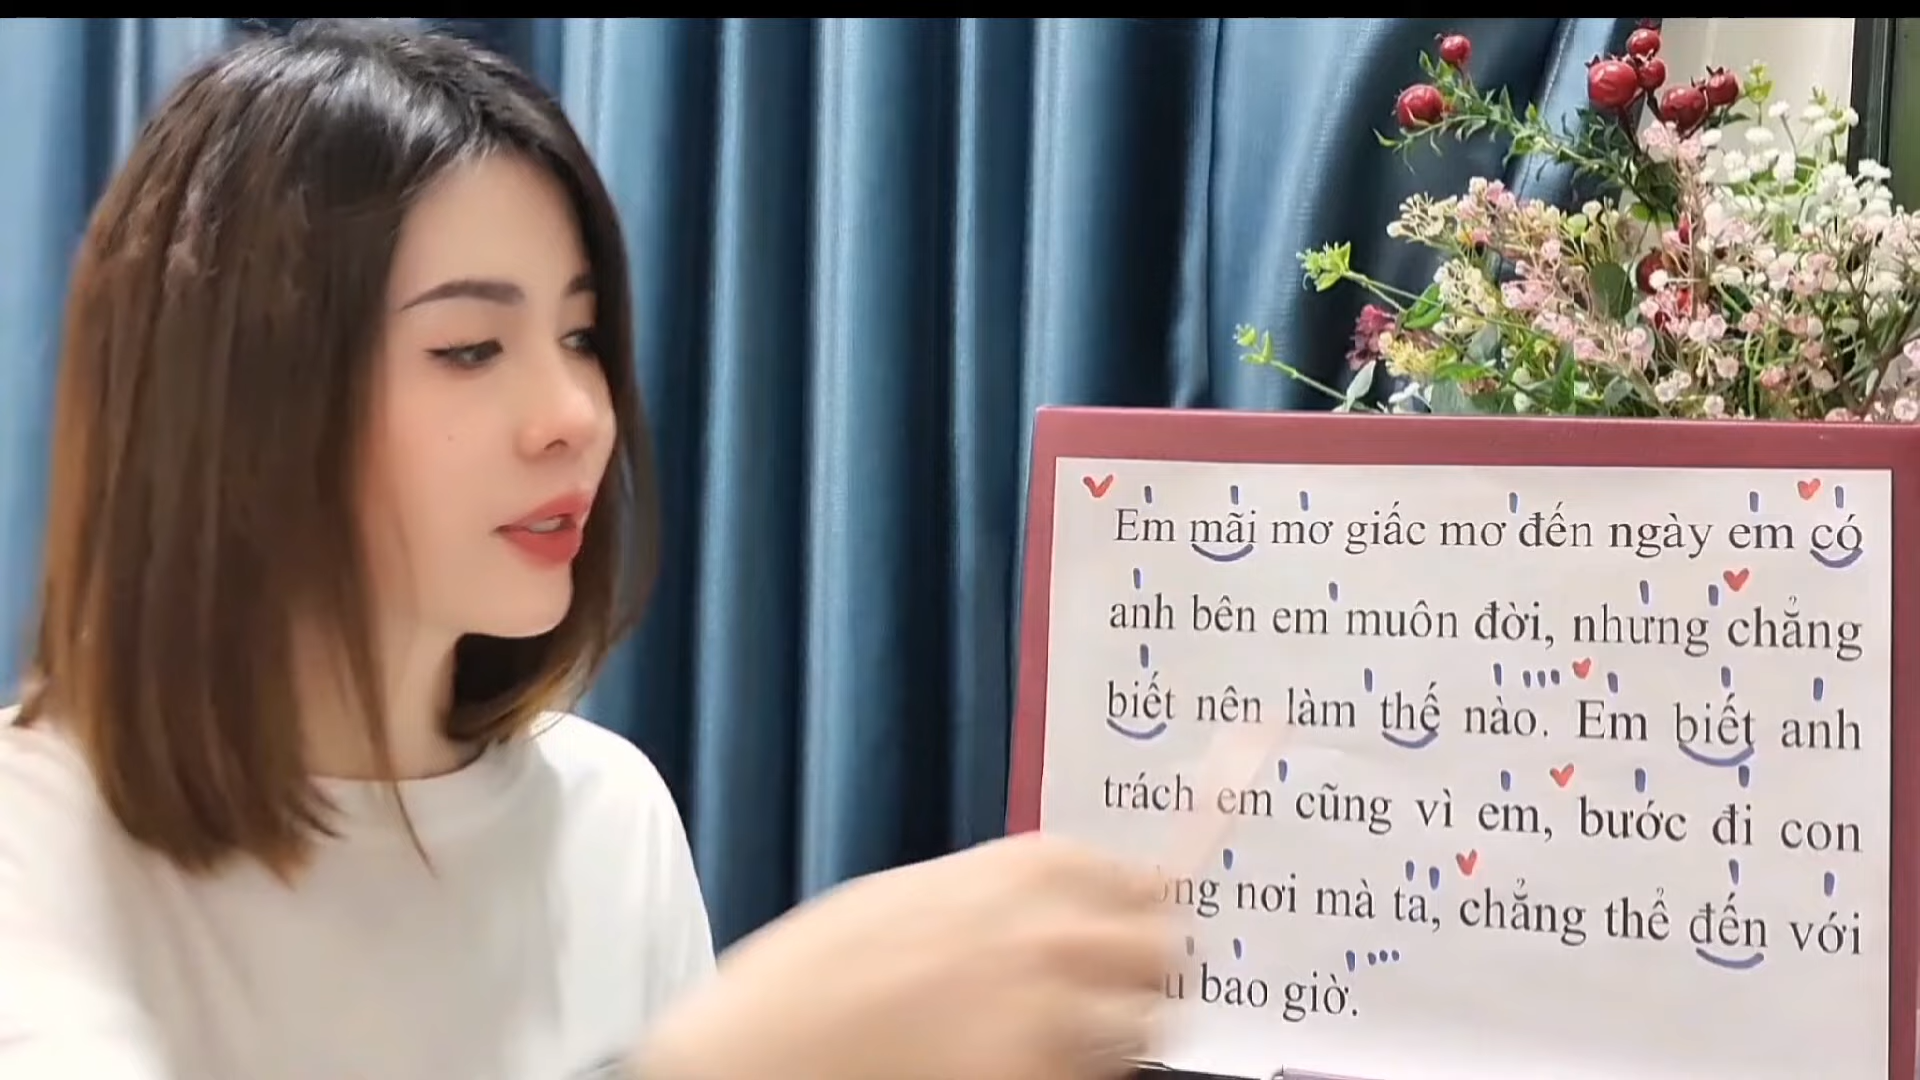 Em mãi mơ giấc mơ đến ngày em có
anh bên em muôn đời, nhưng chẳng
biết nên làm thế nào. Em biết anh
trách em cũng vì em, bước đi con
nơi mà ta, chẳng thể đến với
bao giờ.